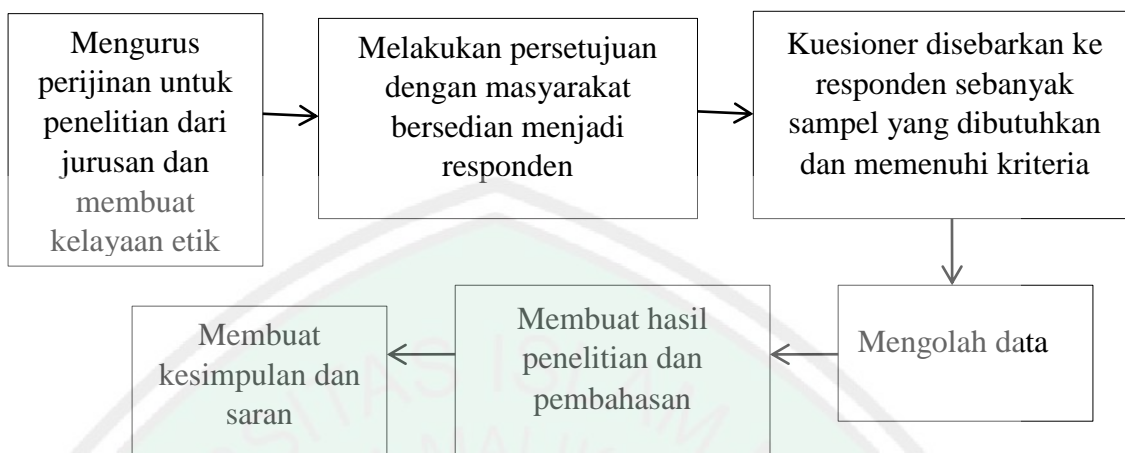 Mengurus
perijinan untuk
penelitian dari
jurusan dan
membuat
kelayaan etik
Melakukan persetujuan
dengan masyarakat
bersedian menjadi
responden
Kuesioner disebarkan ke
responden sebanyak
sampel yang dibutuhkan
dan memenuhi kriteria
Mengolah data
Membuat hasil
penelitian dan
pembahasan
Membuat
kesimpulan dan
saran